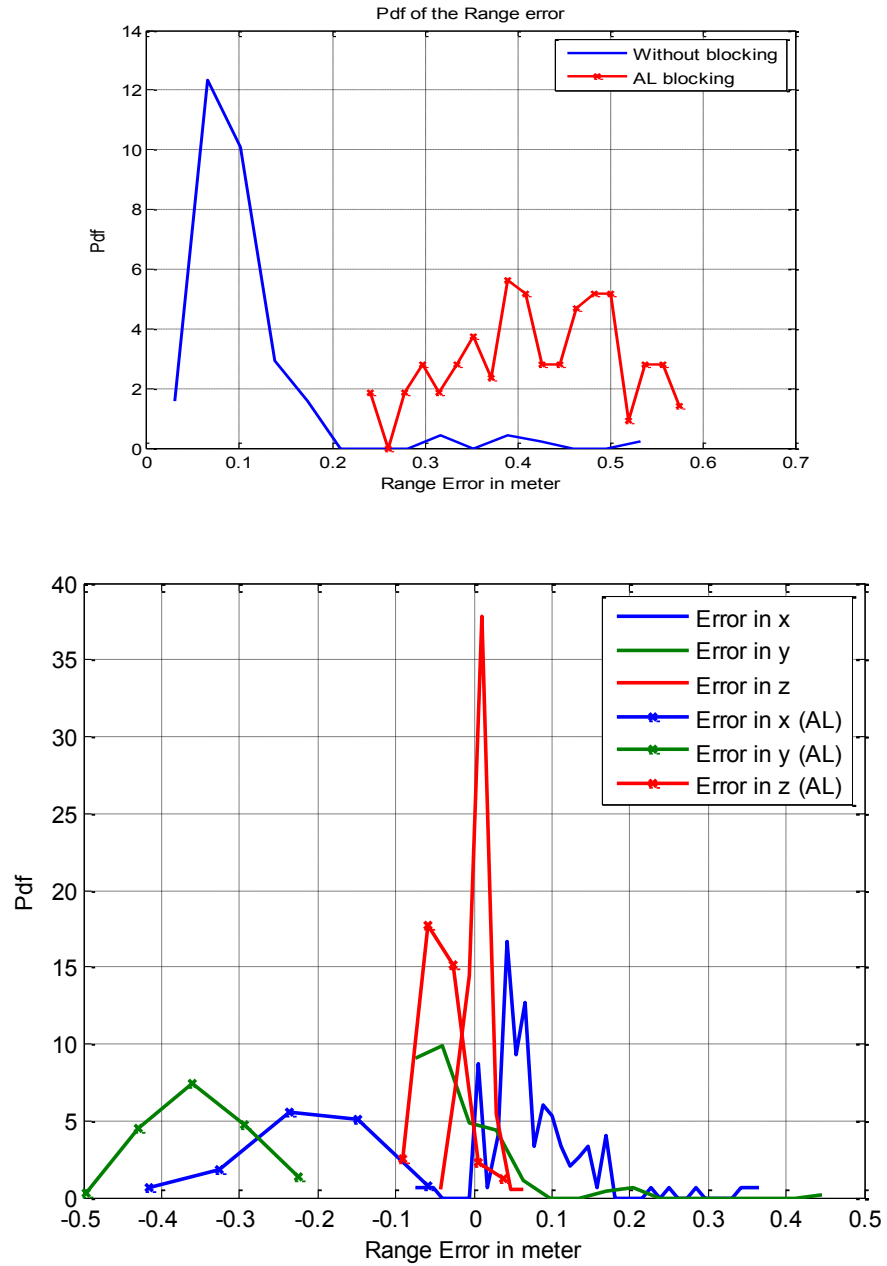 Pdf of the Range error
14
12
10
8
6
4
2
0
Pdf
Without blocking
AL blocking
0 0.1 0.2 0.3 0.4 0.5 0.6 0.7
Range Error in meter
40
35
30
25
20
15
10
5
0
Pdf
Error in x
Error in y
Error in z
Error in x (AL)
Error in y (AL)
Error in z (AL)
-0.5 -0.4 -0.3 -0.2 -0.1 0 0.1 0.2 0.3 0.4 0.5
Range Error in meter